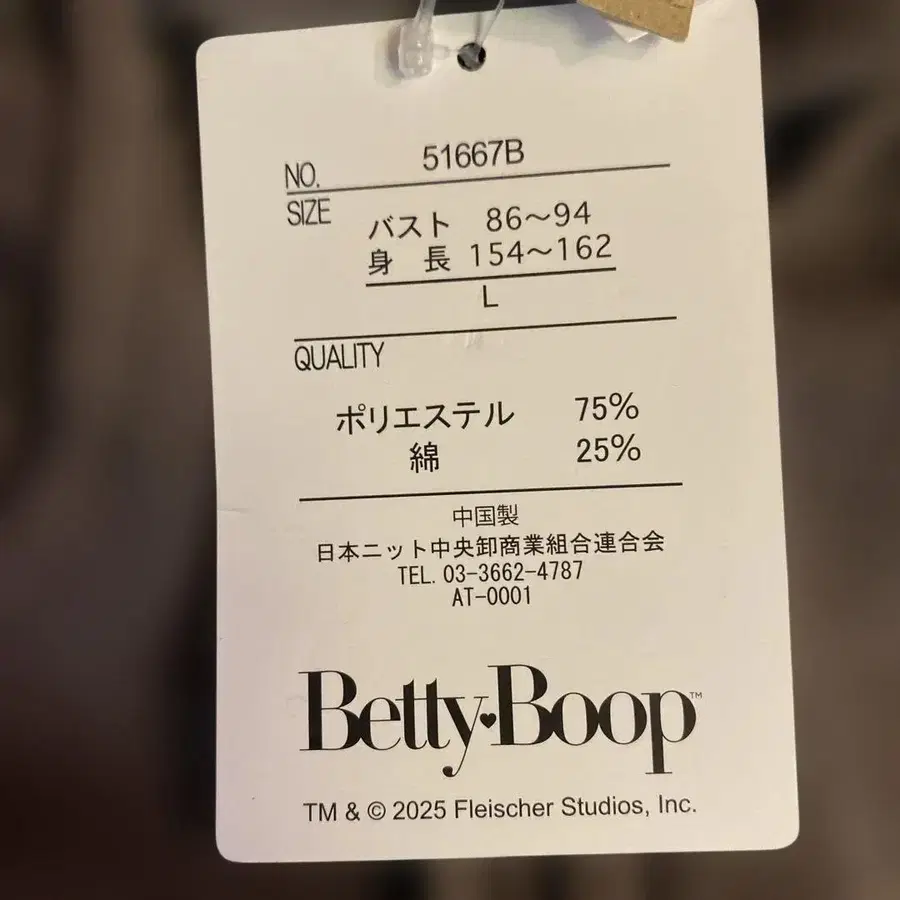 NO. 51667B
SIZE
バスト 86〜94
身 長 154〜162
L
QUALITY
ポリエステル 75%
綿 25%
中国製
日本ニット中央卸商業組合連合会
TEL. 03-3662-4787
AT-0001
Betty♥Boop™
TM & © 2025 Fleischer Studios, Inc.